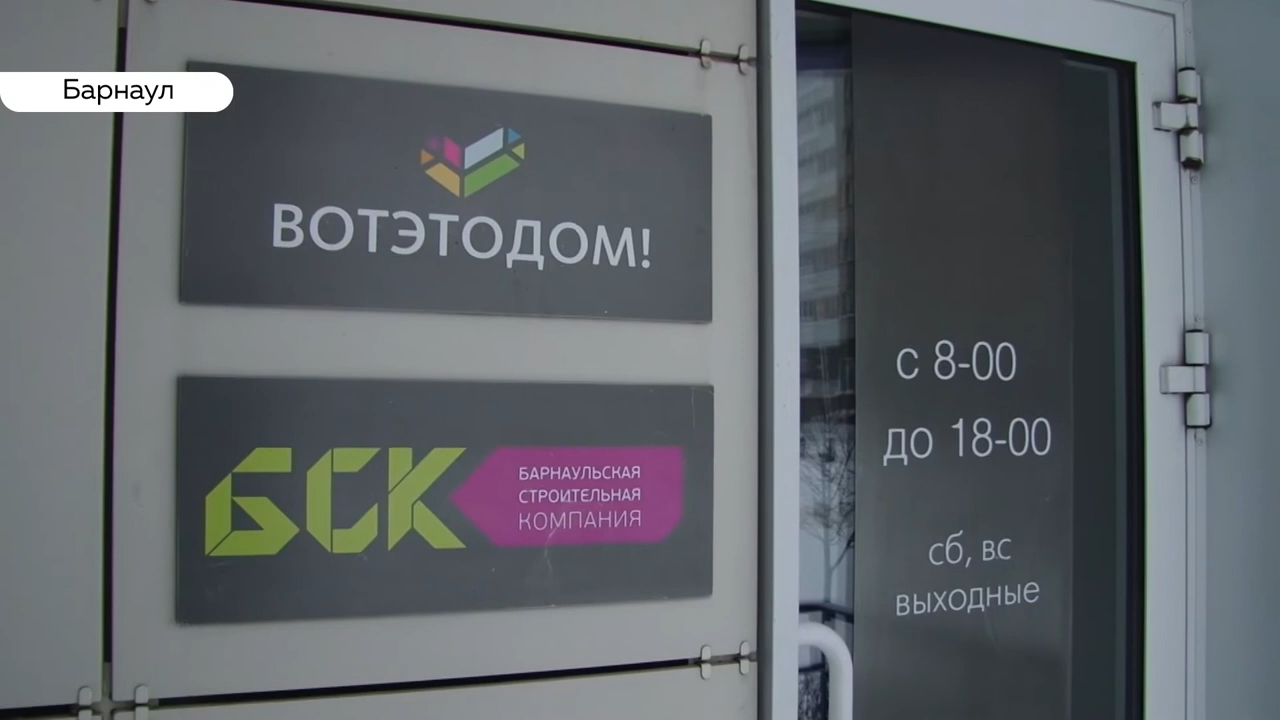 Барнаул
ВОТЭТОДОМ!
БСК
БАРНАУЛЬСКАЯ
СТРОИТЕЛЬНАЯ
КОМПАНИЯ
с 8-00
до 18-00
сб, вс
выходные